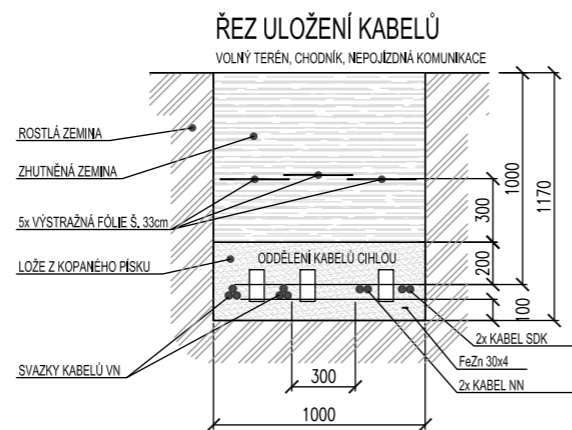 ŘEZ ULOŽENÍ KABELŮ
VOLNÝ TERÉN, CHODNÍK, NEPOJÍZDNÁ KOMUNIKACE
ROSTLÁ ZEMINA
ZHUTNĚNÁ ZEMINA
5x VÝSTRAŽNÁ FÓLIE Š. 33cm
LOŽE Z KOPANÉHO PÍSKU
ODDĚLENÍ KABELŮ CIHLOU
SVAZKY KABELŮ VN
2x KABEL SDK
FeZn 30x4
2x KABEL NN
300
1000
300
200
100
1000
1170